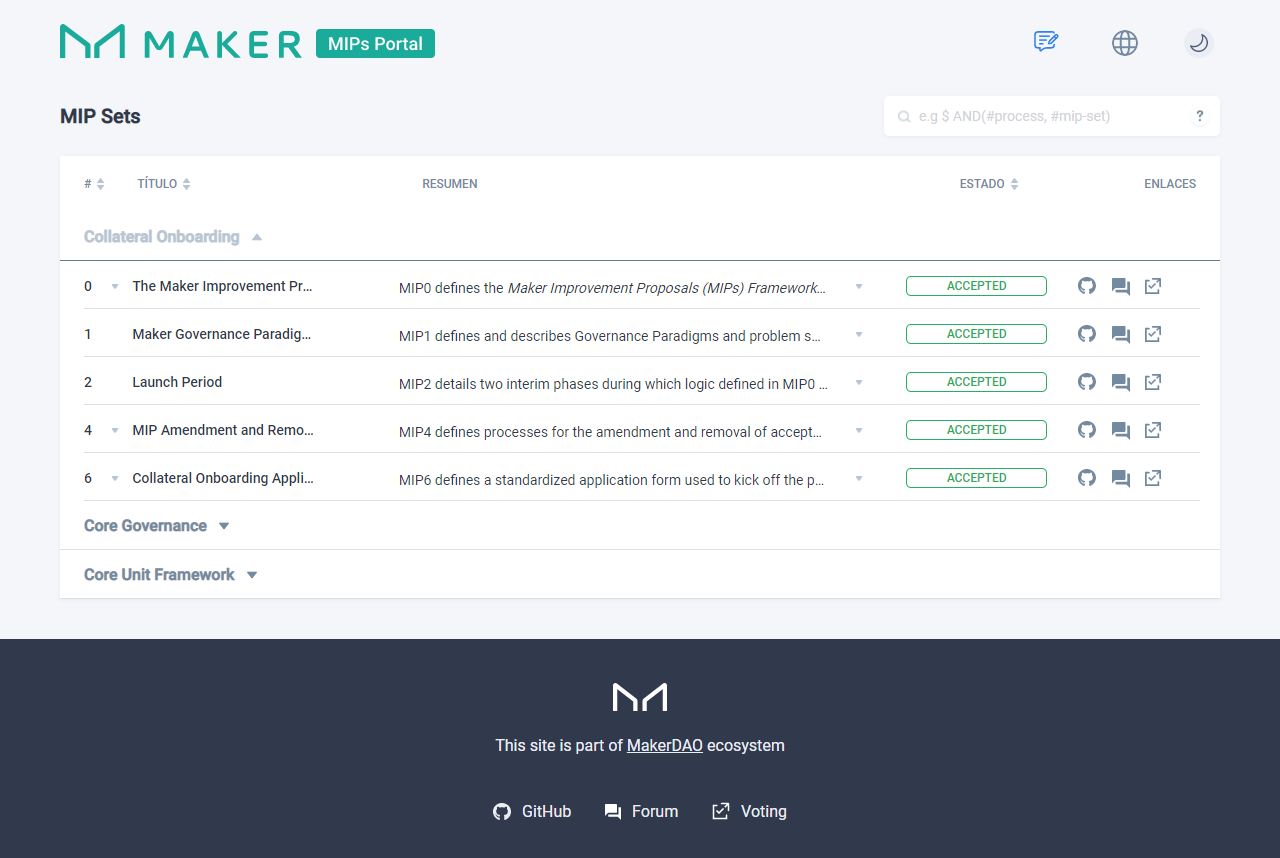 MAKER MIPs Portal
MIP Sets
e.g $ AND(#process, #mip-set) ?
# TÍTULO RESUMEN ESTADO ENLACES
Collateral Onboarding
0 The Maker Improvement Pr... MIP0 defines the Maker Improvement Proposals (MIPs) Framework... ACCEPTED
1 Maker Governance Paradig... MIP1 defines and describes Governance Paradigms and problem s... ACCEPTED
2 Launch Period MIP2 details two interim phases during which logic defined in MIP0 ... ACCEPTED
4 MIP Amendment and Remo... MIP4 defines processes for the amendment and removal of accept... ACCEPTED
6 Collateral Onboarding Appli... MIP6 defines a standardized application form used to kick off the p... ACCEPTED
Core Governance
Core Unit Framework
This site is part of MakerDAO ecosystem
GitHub Forum Voting